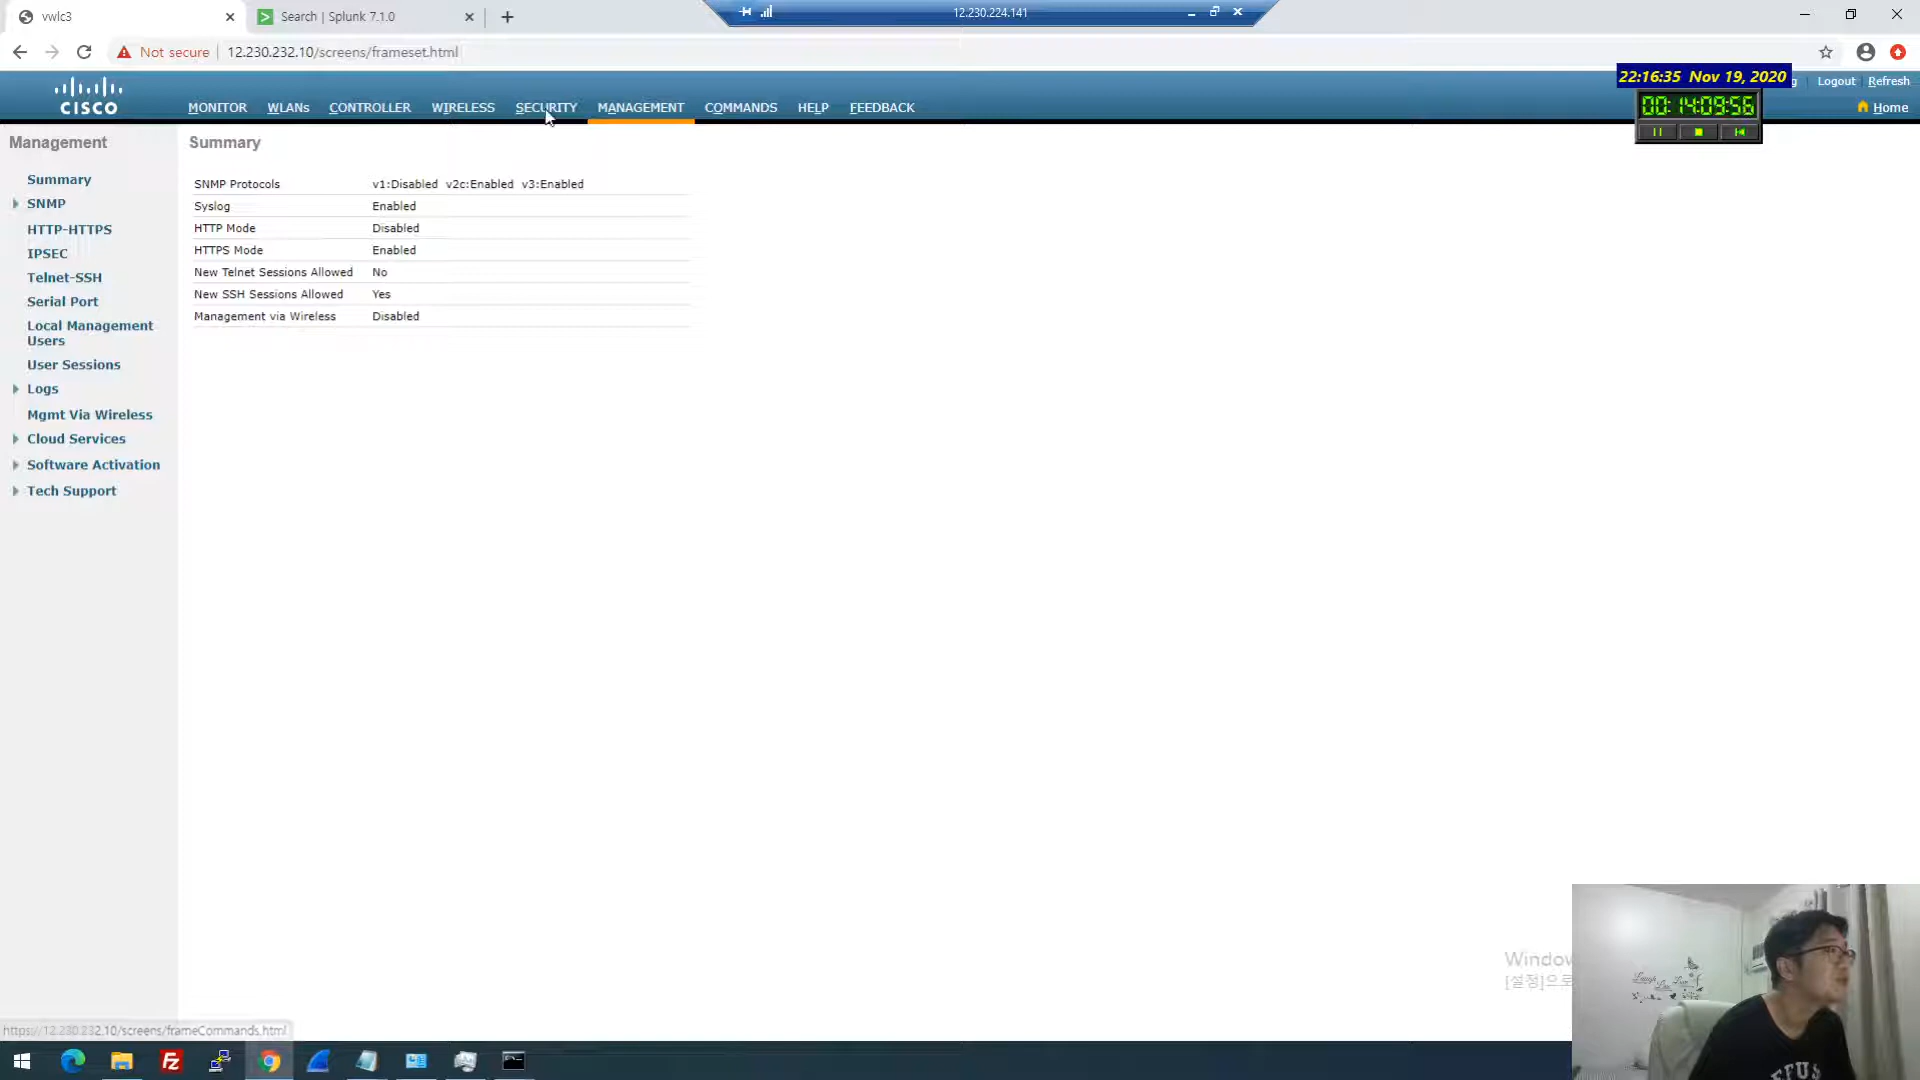 vwlc3
Search | Splunk 7.1.0
12.230.224.141
Not secure
12.230.232.10/screens/frameset.html
22:16:35 Nov 19, 2020
Logout
Refresh
00:14:09:56
CISCO
MONITOR
WLANs
CONTROLLER
WIRELESS
SECURITY
MANAGEMENT
COMMANDS
HELP
FEEDBACK
Home
Management
Summary
SNMP
HTTP-HTTPS
IPSEC
Telnet-SSH
Serial Port
Local Management
Users
User Sessions
Logs
Mgmt Via Wireless
Cloud Services
Software Activation
Tech Support
Summary
SNMP Protocols v1:Disabled v2c:Enabled v3:Enabled
Syslog Enabled
HTTP Mode Disabled
HTTPS Mode Enabled
New Telnet Sessions Allowed No
New SSH Sessions Allowed Yes
Management via Wireless Disabled
[설정]으로
https://12.230.232.10/screens/frameCommands.html